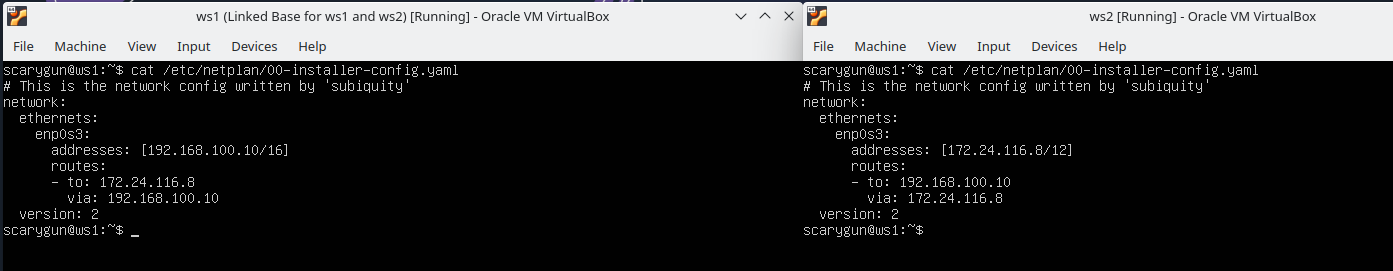 ws1 (Linked Base for ws1 and ws2) [Running] - Oracle VM VirtualBox
File Machine View Input Devices Help
scarygun@ws1:~$ cat /etc/netplan/00-installer-config.yaml
# This is the network config written by 'subiquity'
network:
  ethernets:
    enp0s3:
      addresses: [192.168.100.10/16]
      routes:
      - to: 172.24.116.8
        via: 192.168.100.10
  version: 2
scarygun@ws1:~$ _
ws2 [Running] - Oracle VM VirtualBox
File Machine View Input Devices Help
scarygun@ws1:~$ cat /etc/netplan/00-installer-config.yaml
# This is the network config written by 'subiquity'
network:
  ethernets:
    enp0s3:
      addresses: [172.24.116.8/12]
      routes:
      - to: 192.168.100.10
        via: 172.24.116.8
  version: 2
scarygun@ws1:~$